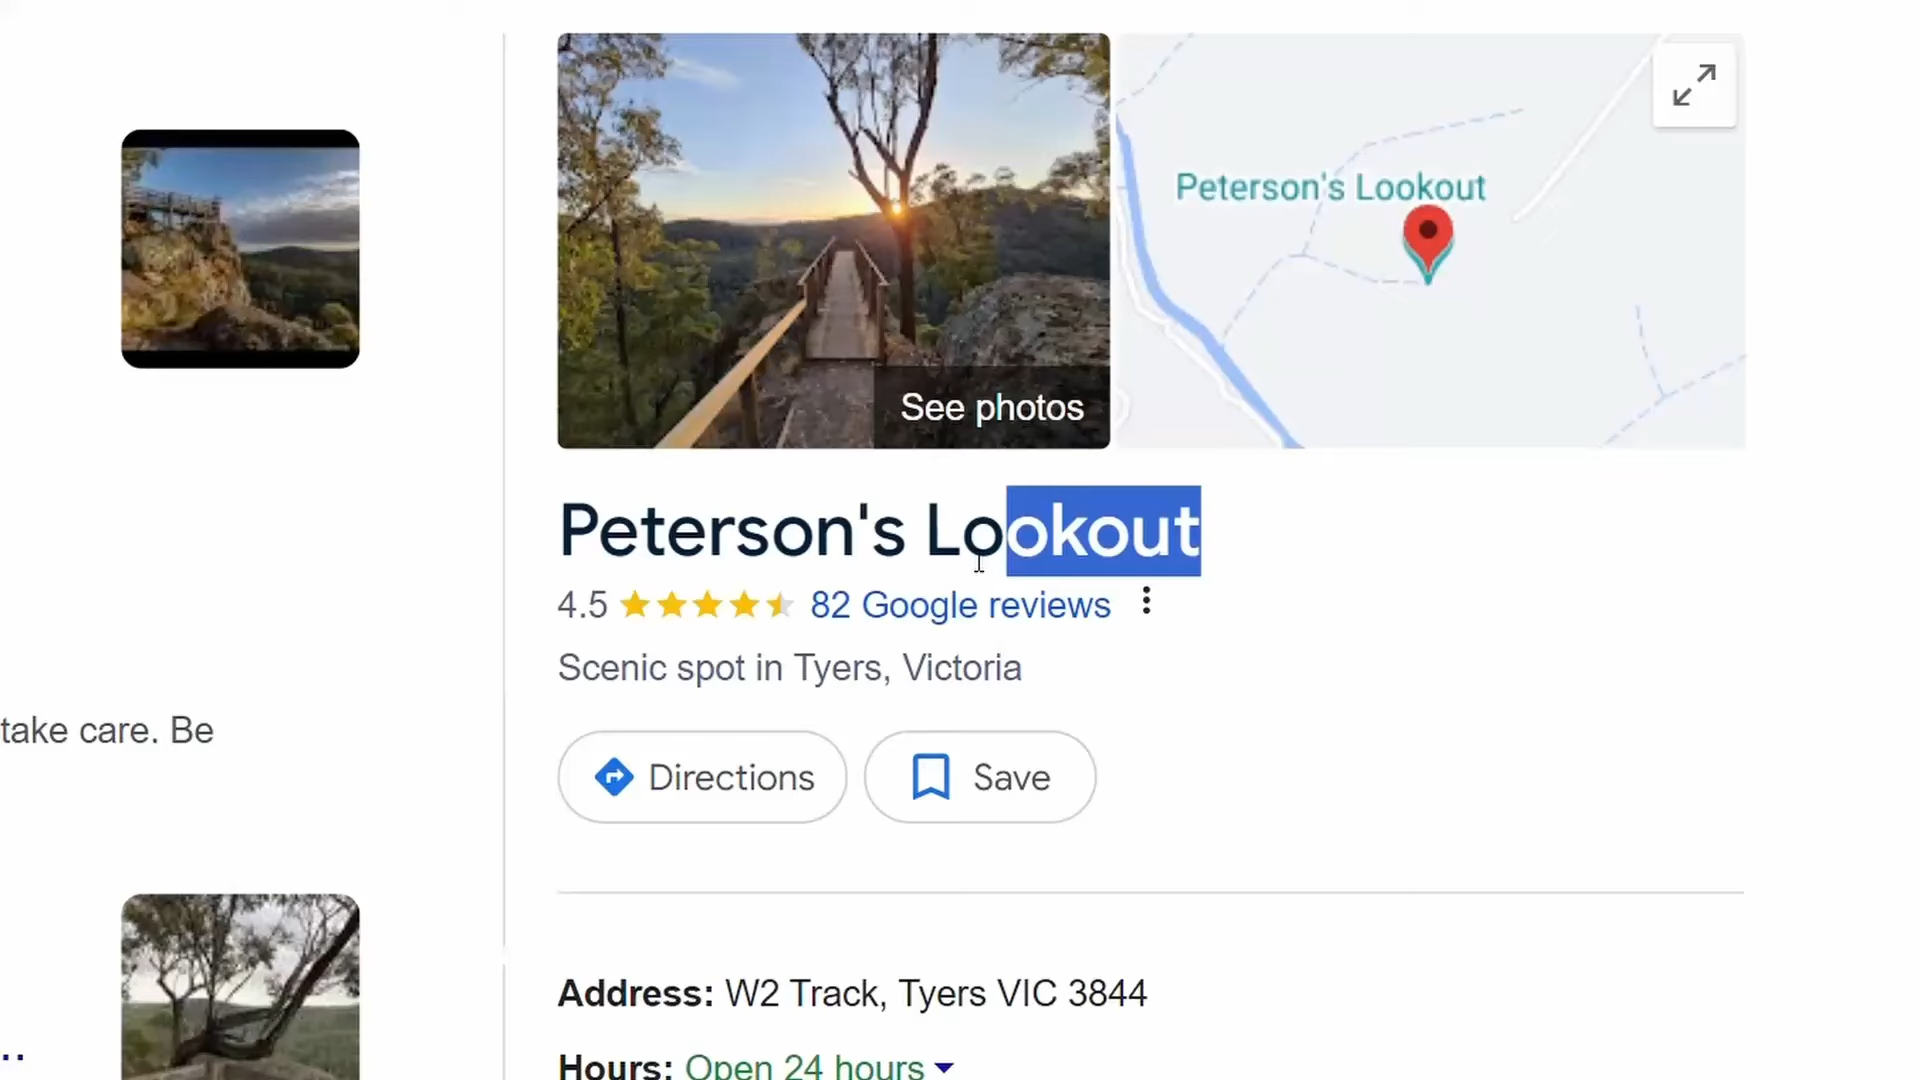 Peterson's Lookout
See photos
Peterson's Lookout
4.5 82 Google reviews
Scenic spot in Tyers, Victoria
take care. Be
Directions Save
Address: W2 Track, Tyers VIC 3844
..
Hours: Open 24 hours